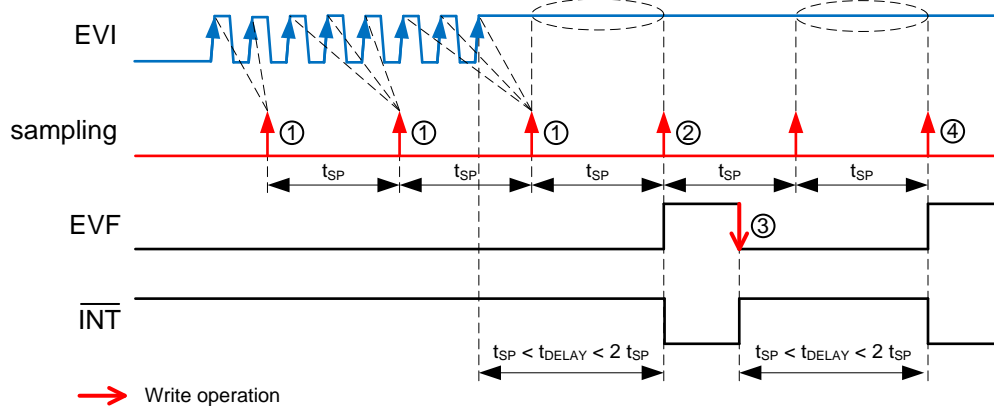 EVI
sampling
① ① ① ② ④
tSP tSP tSP tSP tSP
EVF
③
INT
tSP < tDELAY < 2 tSP tSP < tDELAY < 2 tSP
Write operation